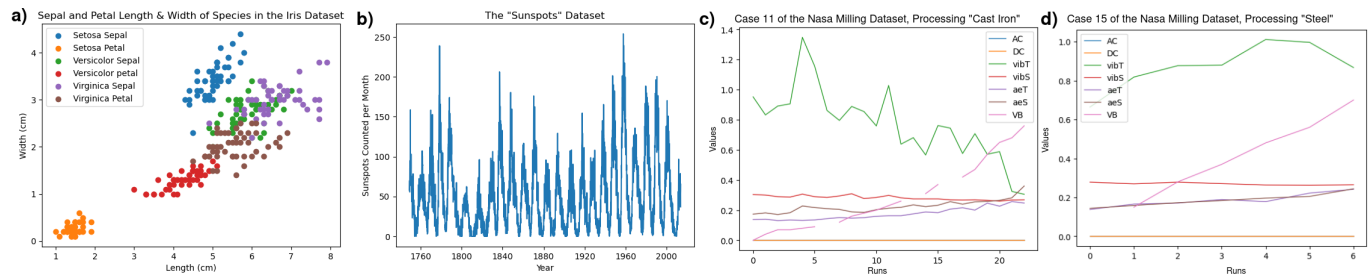 a)
Sepal and Petal Length & Width of Species in the Iris Dataset
Setosa Sepal
Setosa Petal
Versicolor Sepal
Versicolor petal
Virginica Sepal
Virginica Petal
Width (cm)
4
3
2
1
0
1 2 3 4 5 6 7 8
Length (cm)
b)
The "Sunspots" Dataset
Sunspots Counted per Month
250
200
150
100
50
0
1760 1800 1840 1880 1920 1960 2000
Year
c)
Case 11 of the Nasa Milling Dataset, Processing "Cast Iron"
AC
DC
vibT
vibS
aeT
aeS
VB
Values
1.4
1.2
1.0
0.8
0.6
0.4
0.2
0.0
0 5 10 15 20
Runs
d)
Case 15 of the Nasa Milling Dataset, Processing "Steel"
AC
DC
vibT
vibS
aeT
aeS
VB
Values
1.0
0.8
0.6
0.4
0.2
0.0
0 1 2 3 4 5 6
Runs